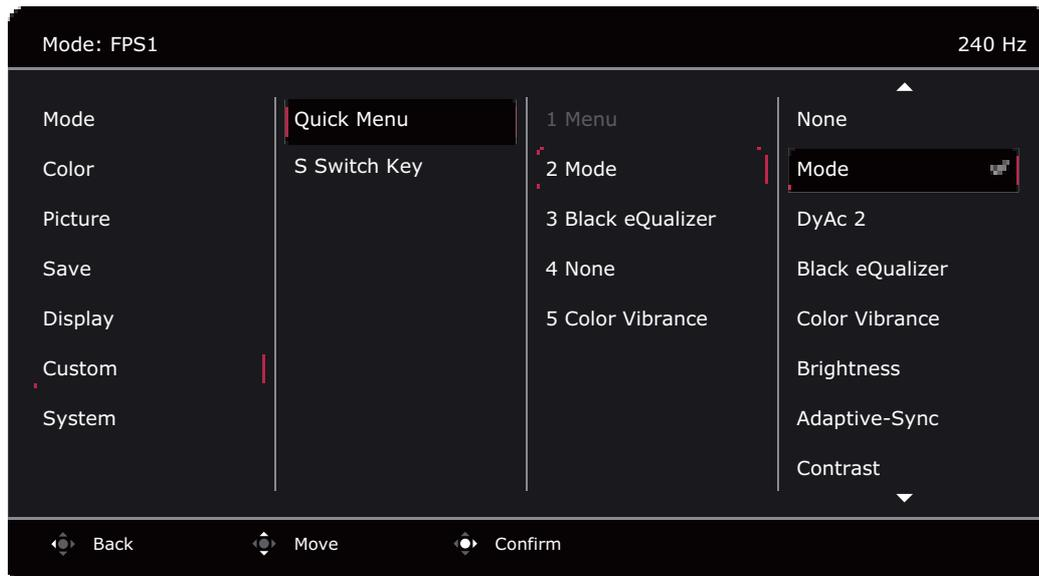 Mode: FPS1
240 Hz
Mode
Color
Picture
Save
Display
Custom
System
Quick Menu
S Switch Key
1 Menu
2 Mode
3 Black eQualizer
4 None
5 Color Vibrance
None
Mode
DyAc 2
Black eQualizer
Color Vibrance
Brightness
Adaptive-Sync
Contrast
Back
Move
Confirm